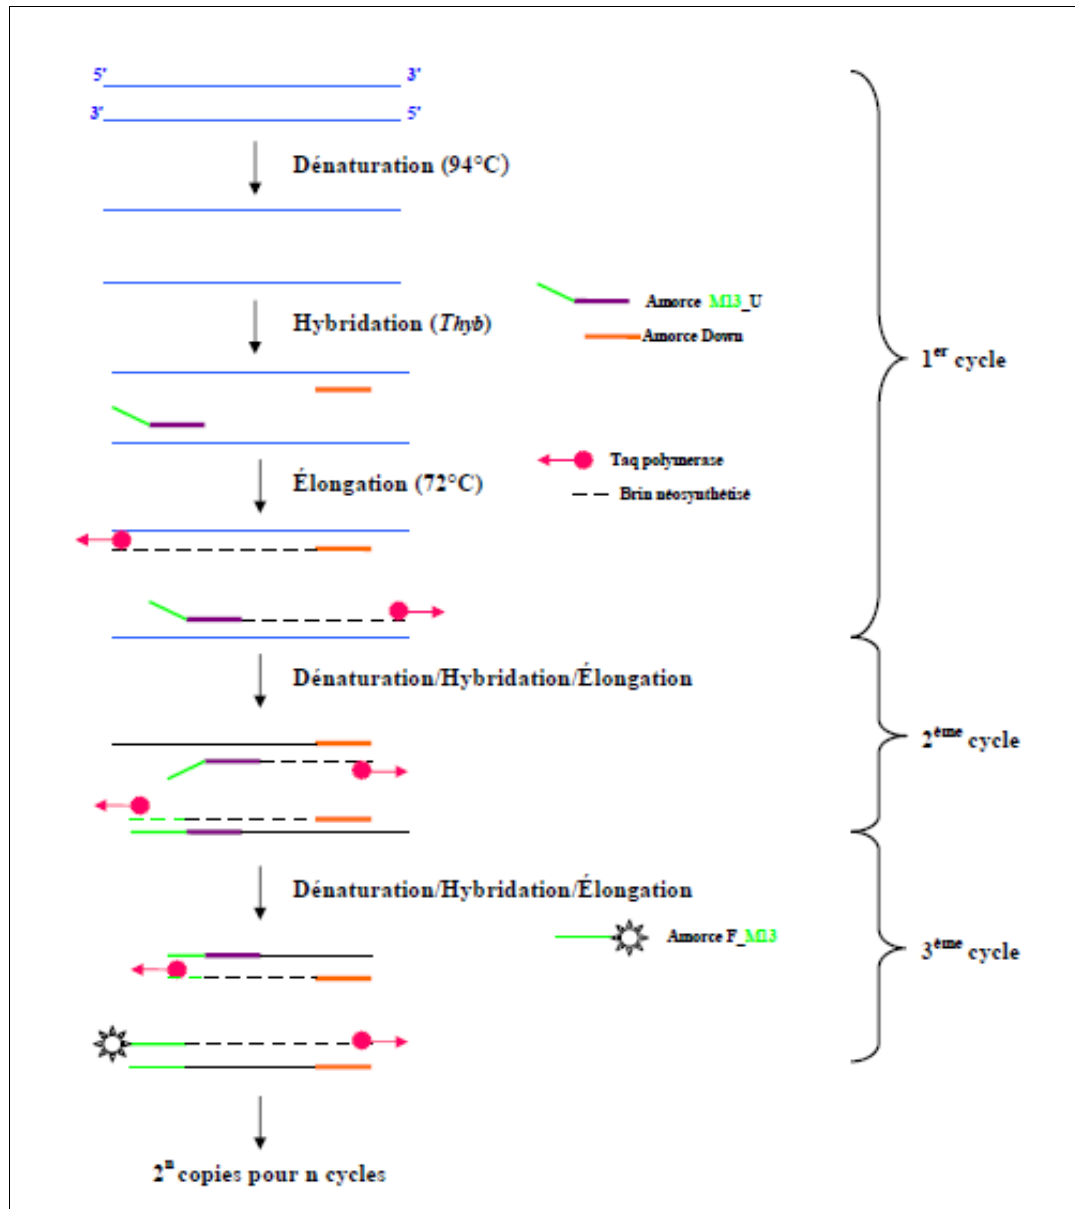 5' 3'
3' 5'
Dénaturation (94°C)
Amorce M13_U
Hybridation (Thyb)
Amorce Down
1er cycle
Taq polymerase
Élongation (72°C)
Brin néosynthétisé
Dénaturation/Hybridation/Élongation
2ème cycle
Dénaturation/Hybridation/Élongation
Amorce F_M13
3ème cycle
2n copies pour n cycles